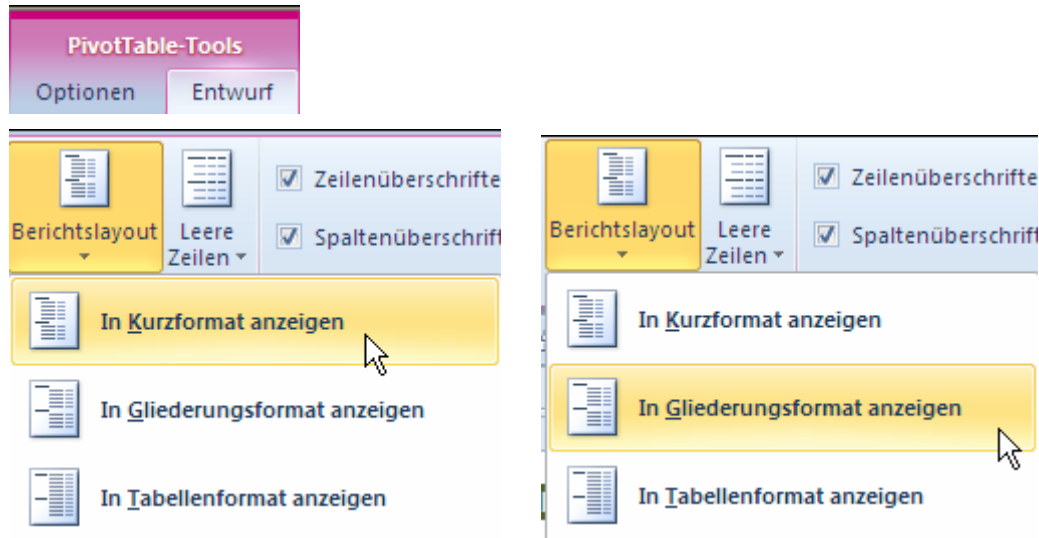 PivotTable-Tools
Optionen Entwurf
Berichtslayout Leere Zeilen
Zeilenüberschrifte
Spaltenüberschrift
In Kurzformat anzeigen
In Gliederungsformat anzeigen
In Tabellenformat anzeigen
Berichtslayout Leere Zeilen
Zeilenüberschrifte
Spaltenüberschrift
In Kurzformat anzeigen
In Gliederungsformat anzeigen
In Tabellenformat anzeigen